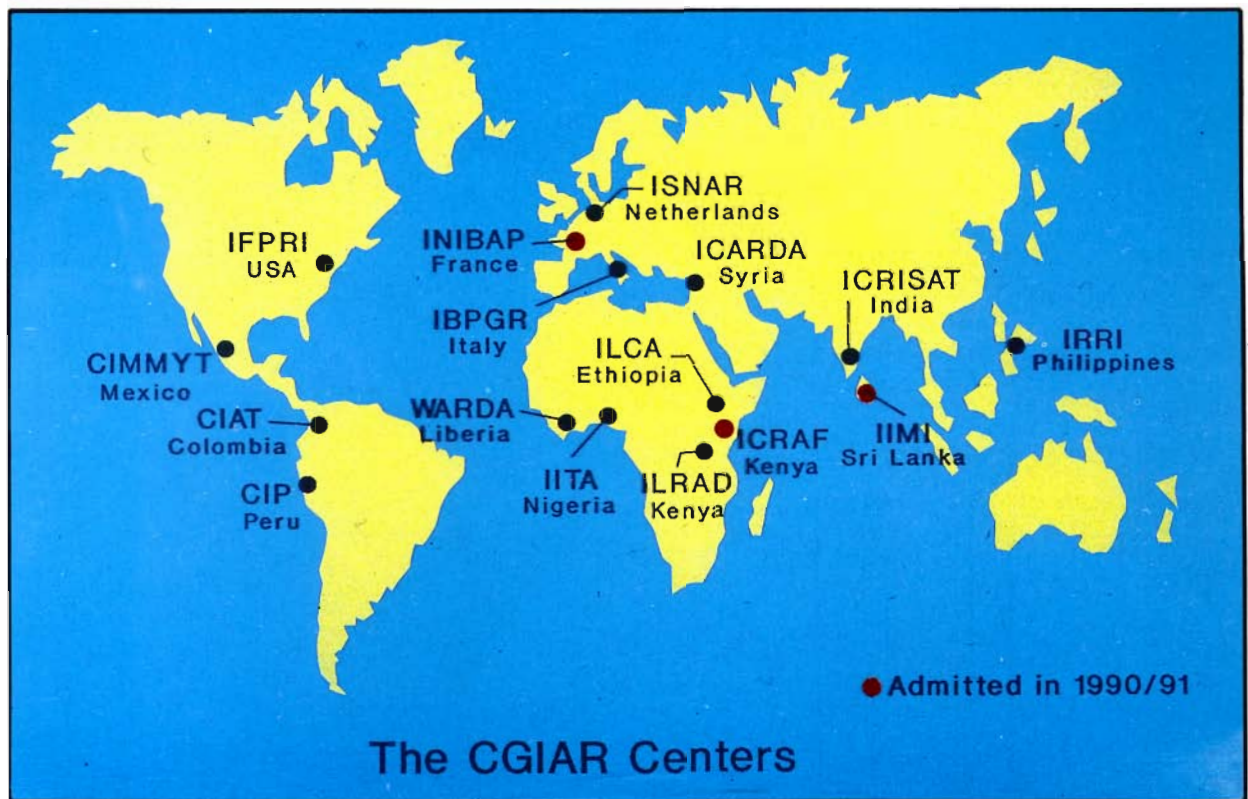 ISNAR
Netherlands
INIBAP
France
IFPRI
USA
ICARDA
Syria
ICRISAT
India
IBPGR
Italy
ILCA
Ethiopia
IRRI
Philippines
CIMMYT
Mexico
CIAT
Colombia
WARDA
Liberia
ICRAF
Kenya
IIMI
Sri Lanka
IITA
Nigeria
ILRAD
Kenya
CIP
Peru
Admitted in 1990/91
The CGIAR Centers